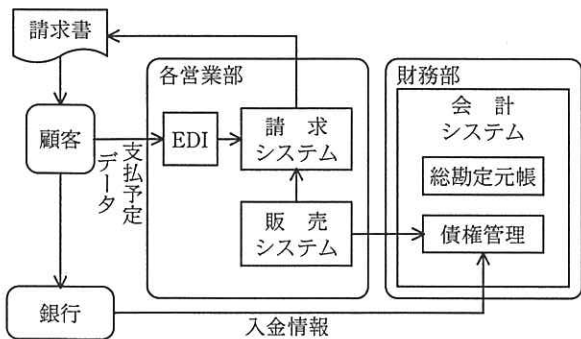 請求書
各営業部
財務部
会計
システム
顧客
EDI
請求
システム
総勘定元帳
支払予定
データ
販売
システム
債権管理
銀行
入金情報